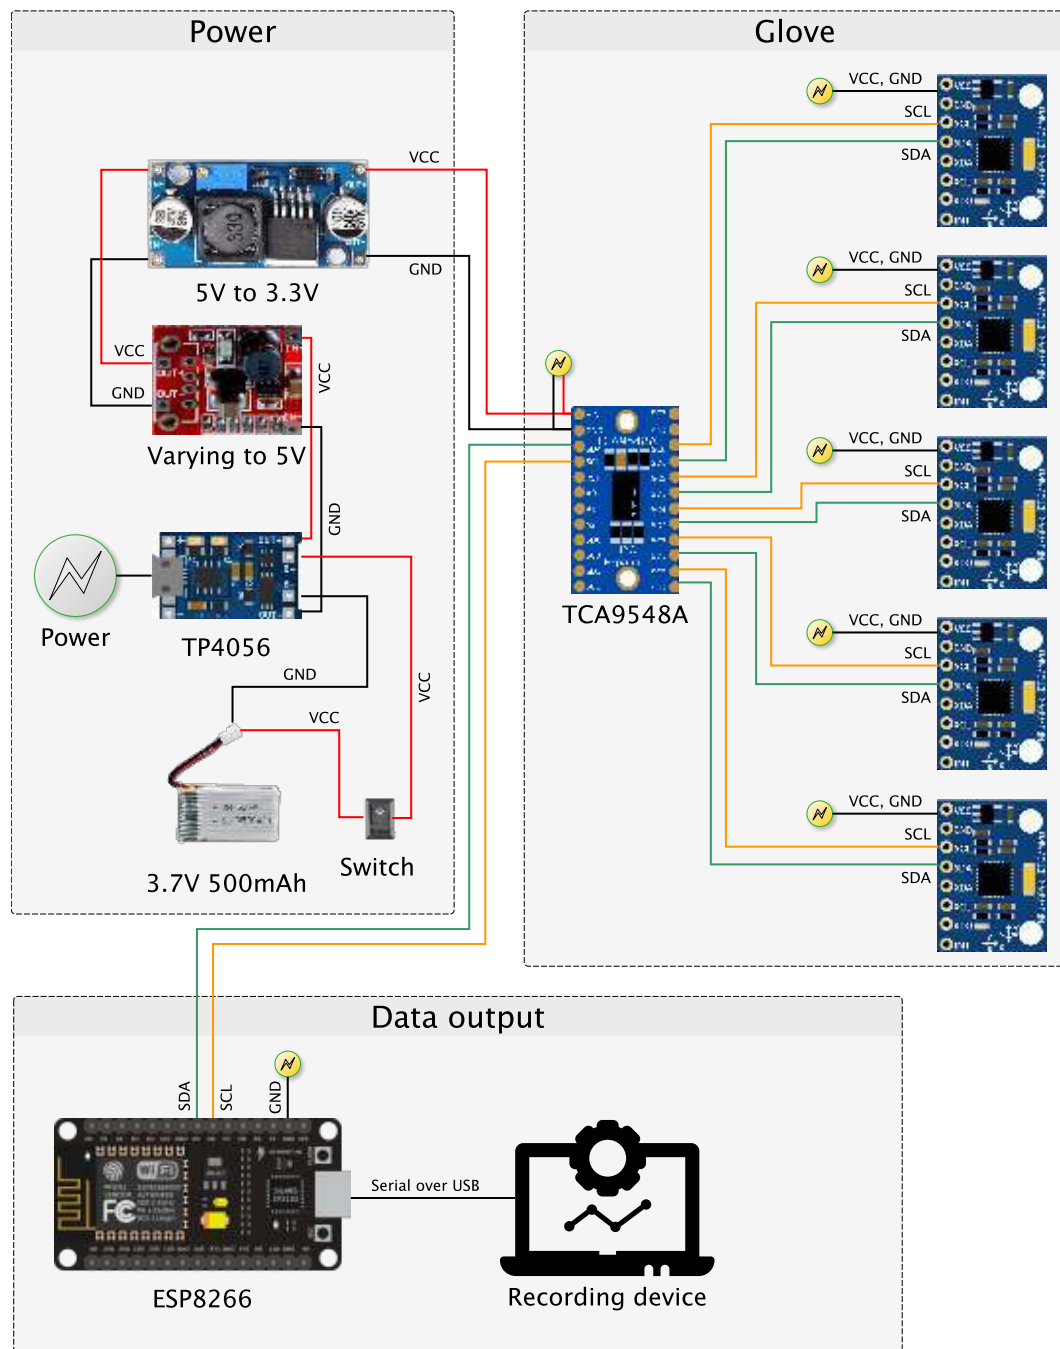 Power
VCC
GND
5V to 3.3V
VCC
GND
VCC
Varying to 5V
GND
Power
TP4056
GND
VCC
VCC
3.7V 500mAh
Switch
Glove
VCC, GND
SCL
SDA
VCC, GND
SCL
SDA
VCC, GND
SCL
SDA
TCA9548A
VCC, GND
SCL
SDA
VCC, GND
SCL
SDA
Data output
SDA
SCL
GND
Serial over USB
ESP8266
Recording device